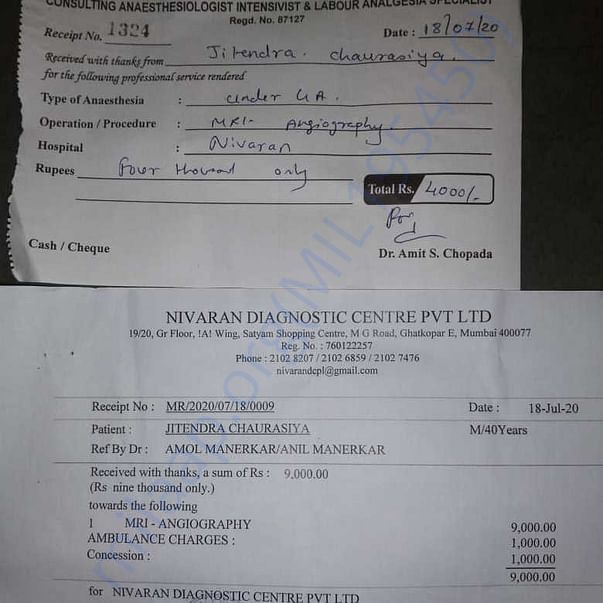 CONSULTING ANAESTHESIOLOGIST INTENSIVIST & LABOUR ANALGESIA SPECIALIST
Regd. No. 87127
Receipt No. 1324 Date : 18/07/20
Received with thanks from Jitendra. chaurasiya.
for the following professional service rendered
Type of Anaesthesia : under GA.
Operation / Procedure : MRI- Angiography.
Hospital : Nivaran
Rupees four thousand only
Total Rs. 4000/-
Cash / Cheque
Dr. Amit S. Chopada
NIVARAN DIAGNOSTIC CENTRE PVT LTD
19/20, Gr Floor, !A! Wing, Satyam Shopping Centre, M G Road, Ghatkopar E, Mumbai 400077
Reg. No. : 760122257
Phone : 2102 8207 / 2102 6859 / 2102 7476
nivarandcpl@gmail.com
Receipt No : MR/2020/07/18/0009 Date : 18-Jul-20
Patient : JITENDRA CHAURASIYA M/40Years
Ref By Dr : AMOL MANERKAR/ANIL MANERKAR
Received with thanks, a sum of Rs : 9,000.00
(Rs nine thousand only.)
towards the following
1 MRI - ANGIOGRAPHY 9,000.00
AMBULANCE CHARGES : 1,000.00
Concession : 1,000.00
9,000.00
for NIVARAN DIAGNOSTIC CENTRE PVT LTD